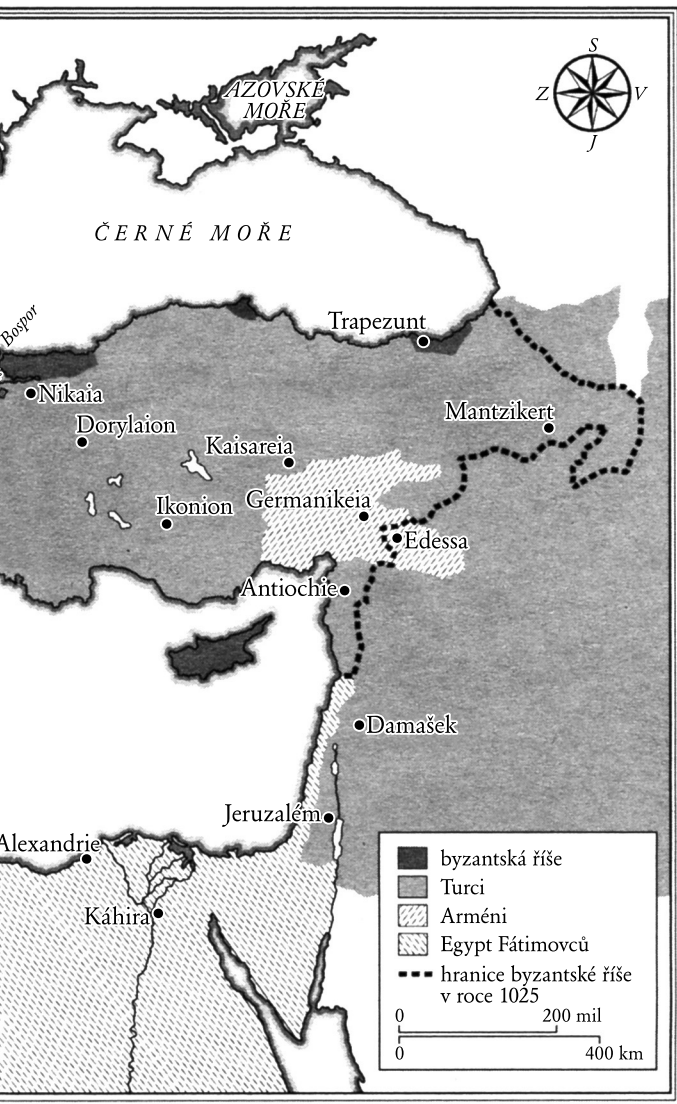 S
AZOVSKÉ
MOŘE
Z
V
J
ČERNÉ MOŘE
Bospor
Trapezunt
Nikaia
Mantzikert
Dorylaion
Kaisareia
Germanikeia
Ikonion
Edessa
Antiochie
Damašek
Jeruzalém
Alexandrie
Káhira
byzantská říše
Turci
Arméni
Egypt Fátimovců
hranice byzantské říše
v roce 1025
0 200 mil
0 400 km